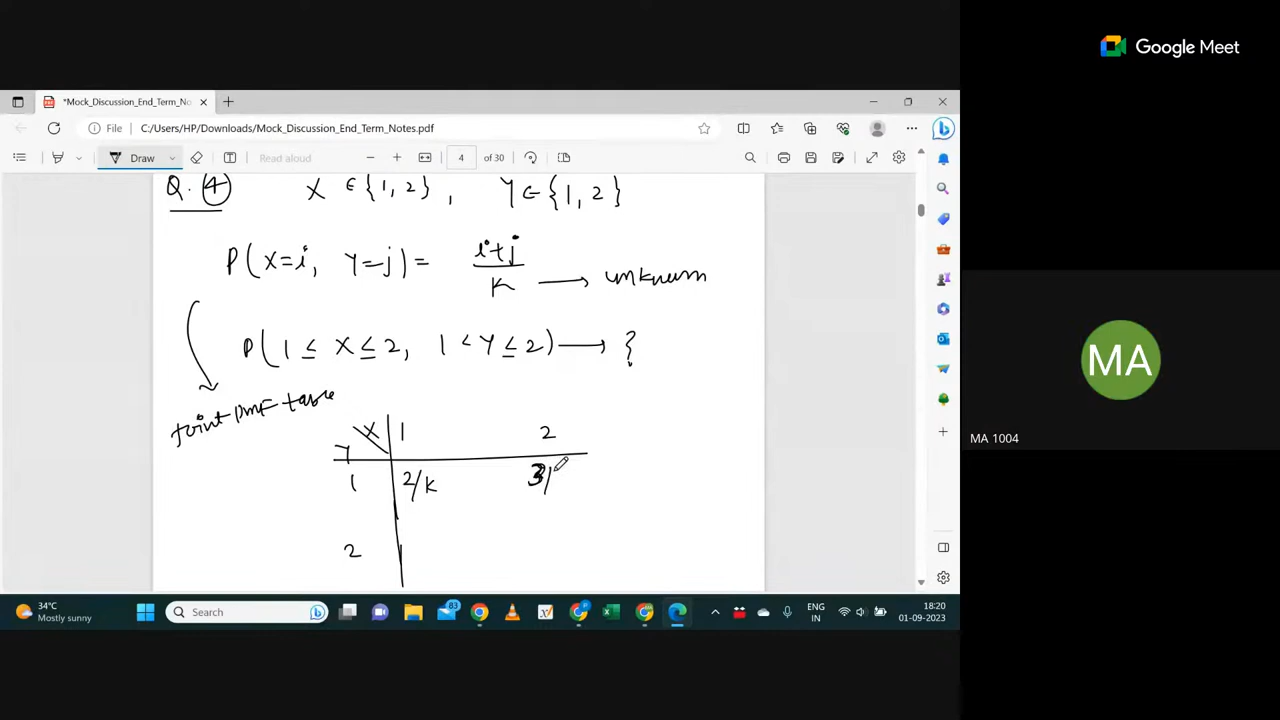 Google Meet
*Mock_Discussion_End_Term_No
File C:/Users/HP/Downloads/Mock_Discussion_End_Term_Notes.pdf
Draw Read aloud 4 of 30
Q. 4 X ∈ {1, 2}, Y ∈ {1, 2}
P(X=i, Y=j) = i+j/k → unknown
P(1 ≤ X ≤ 2, 1 < Y ≤ 2) → ?
Joint PMF table
X 1 2
Y
1 2/k 3/
2
MA
MA 1004
34°C
Mostly sunny
Search
83
ENG
IN
18:20
01-09-2023